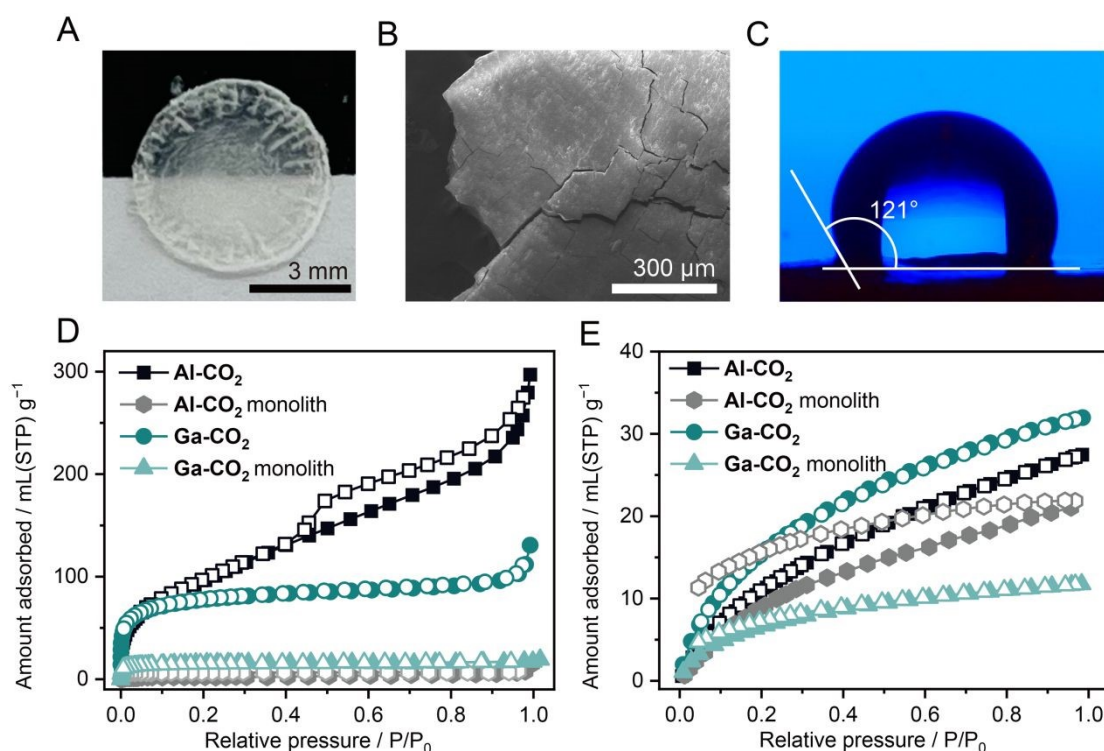 A
B
C
3 mm
300 µm
121°
D
Al-CO₂
Al-CO₂ monolith
Ga-CO₂
Ga-CO₂ monolith
300
200
100
0
Amount adsorbed / mL(STP) g⁻¹
0.0 0.2 0.4 0.6 0.8 1.0
Relative pressure / P/P₀
E
Al-CO₂
Al-CO₂ monolith
Ga-CO₂
Ga-CO₂ monolith
40
30
20
10
0
Amount adsorbed / mL(STP) g⁻¹
0.0 0.2 0.4 0.6 0.8 1.0
Relative pressure / P/P₀